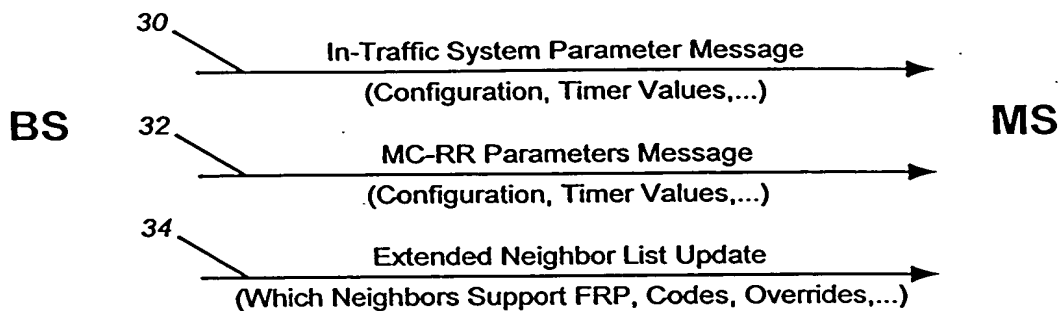 30
In-Traffic System Parameter Message
(Configuration, Timer Values,...)
BS
MS
32
MC-RR Parameters Message
(Configuration, Timer Values,...)
34
Extended Neighbor List Update
(Which Neighbors Support FRP, Codes, Overrides,...)